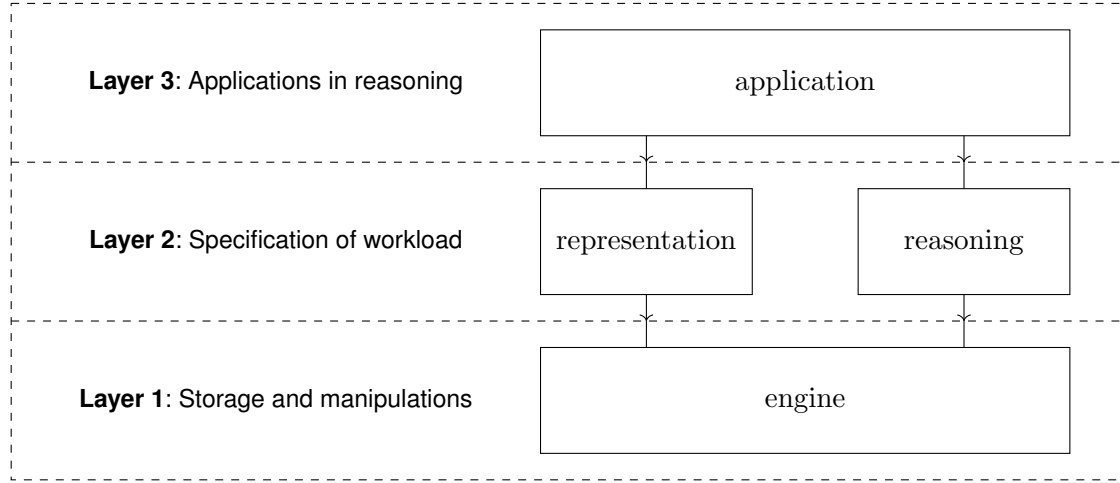 Layer 3: Applications in reasoning
application
Layer 2: Specification of workload
representation
reasoning
Layer 1: Storage and manipulations
engine